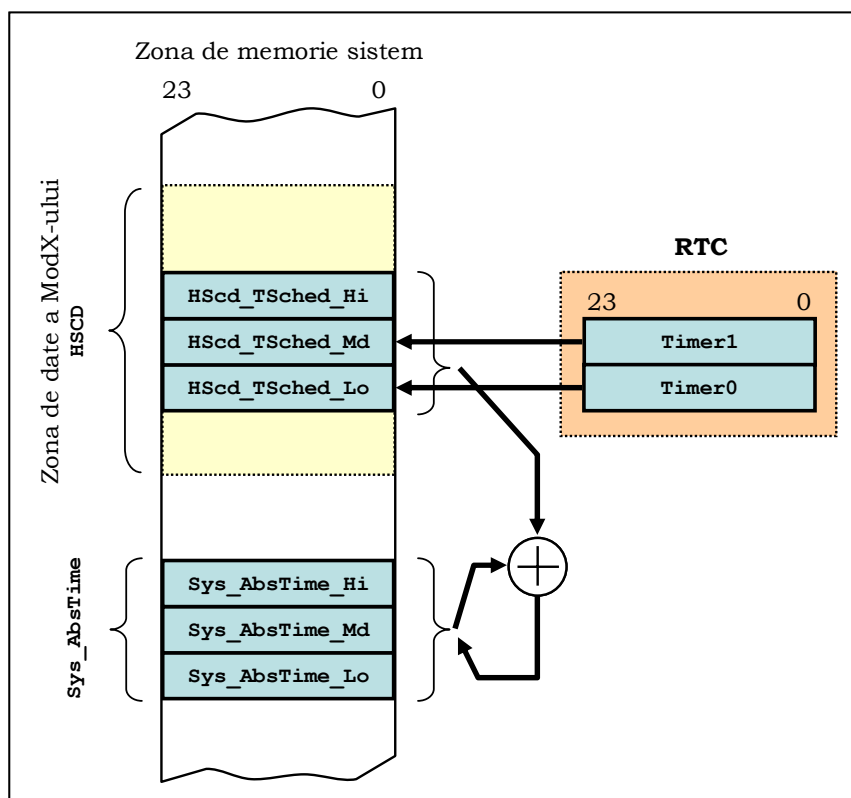 Zona de memorie sistem
23 0
Zona de date a ModX-ului
HSCD
HScd_TSched_Hi
HScd_TSched_Md
HScd_TSched_Lo
RTC
23 0
Timer1
Timer0
Sys_AbsTime
Sys_AbsTime_Hi
Sys_AbsTime_Md
Sys_AbsTime_Lo